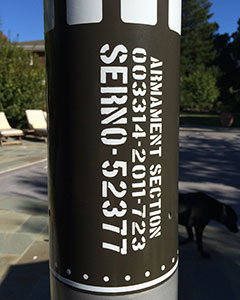 ARMAMENT SECTION
003314-2011-723
SERNO-52377